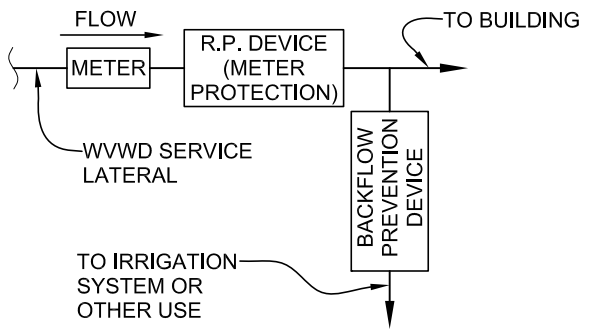 FLOW
TO BUILDING
METER
R.P. DEVICE
(METER
PROTECTION)
WVWD SERVICE
LATERAL
BACKFLOW
PREVENTION
DEVICE
TO IRRIGATION
SYSTEM OR
OTHER USE